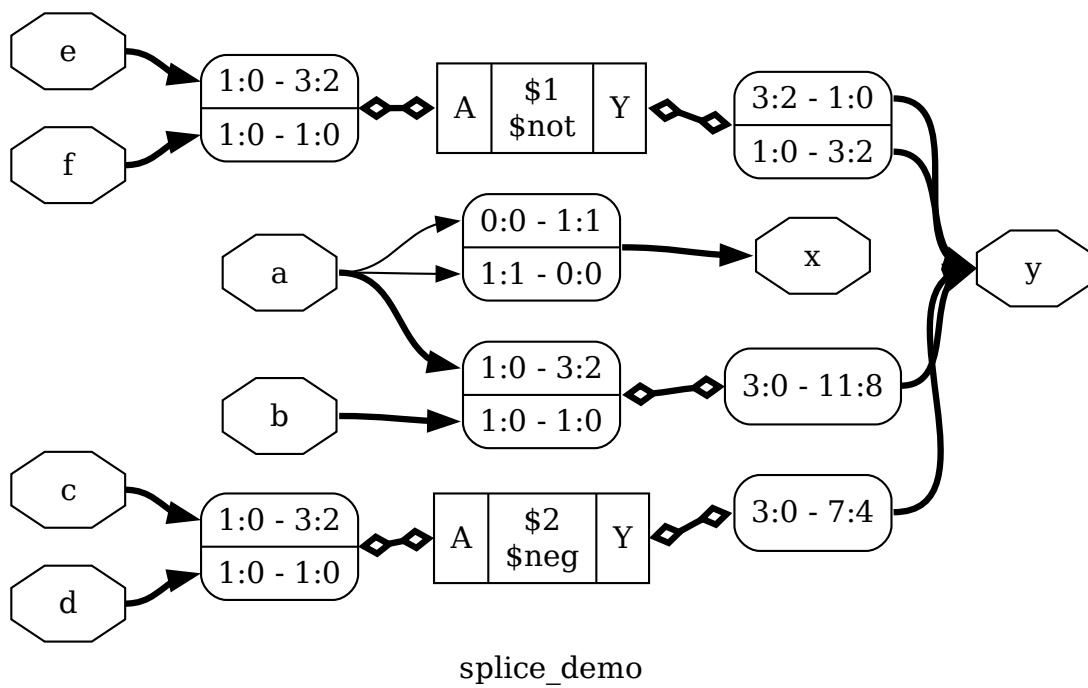 e
f
1:0 - 3:2
1:0 - 1:0
A
$1
$not
Y
3:2 - 1:0
1:0 - 3:2
a
0:0 - 1:1
1:1 - 0:0
x
y
b
1:0 - 3:2
1:0 - 1:0
3:0 - 11:8
c
d
1:0 - 3:2
1:0 - 1:0
A
$2
$neg
Y
3:0 - 7:4
splice_demo